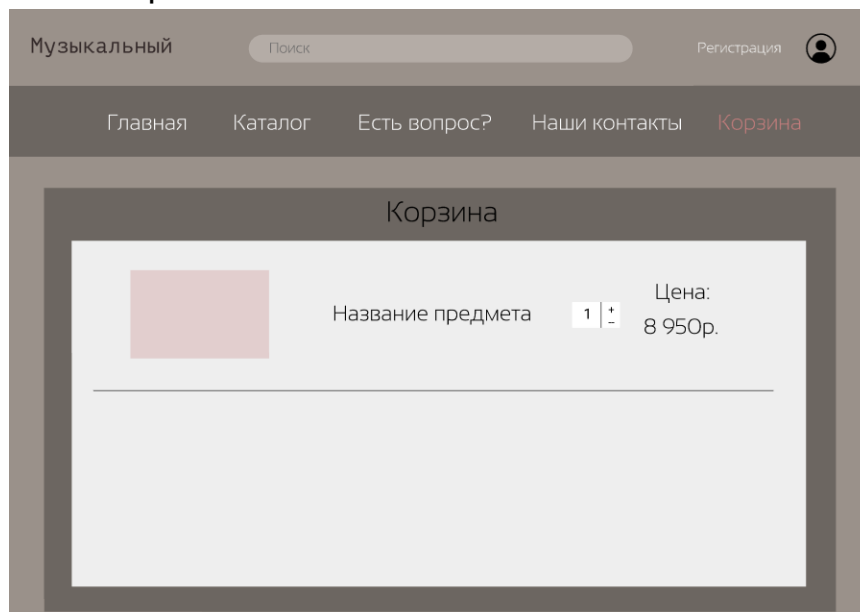 Музыкальный
Поиск
Регистрация
Главная Каталог Есть вопрос? Наши контакты Корзина
Корзина
Название предмета
1 + –
Цена:
8 950р.